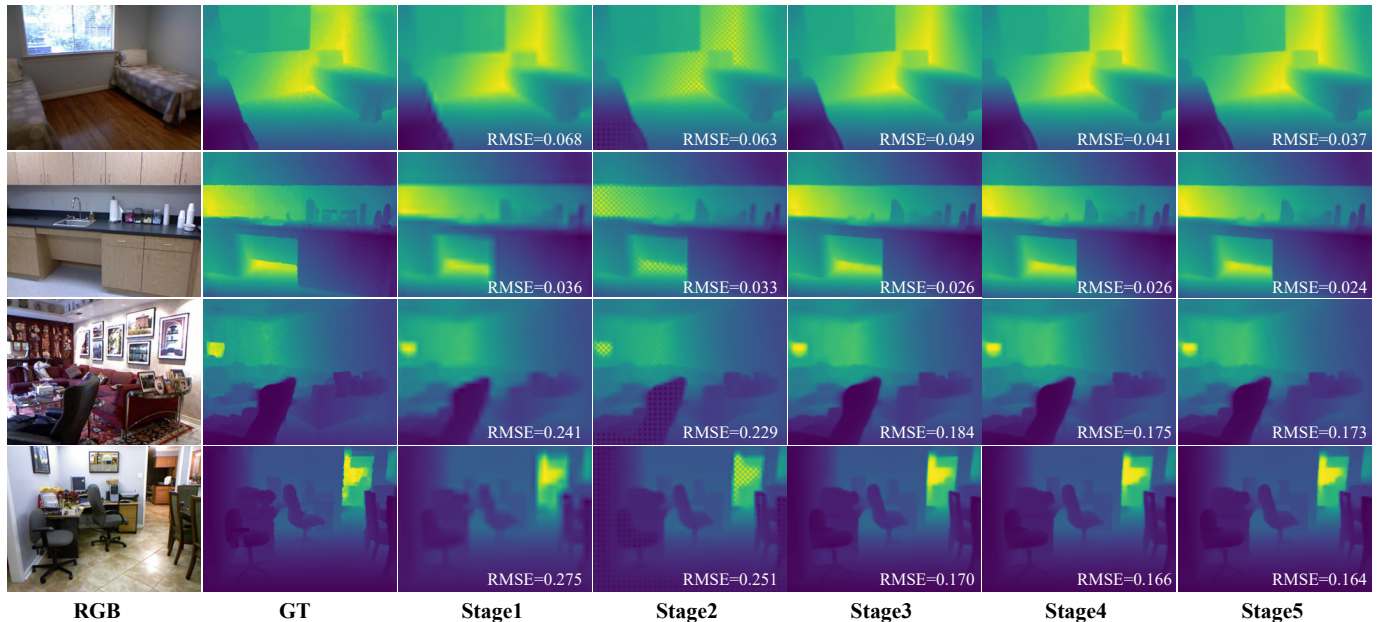 RMSE=0.068 RMSE=0.063 RMSE=0.049 RMSE=0.041 RMSE=0.037
RMSE=0.036 RMSE=0.033 RMSE=0.026 RMSE=0.026 RMSE=0.024
RMSE=0.241 RMSE=0.229 RMSE=0.184 RMSE=0.175 RMSE=0.173
RMSE=0.275 RMSE=0.251 RMSE=0.170 RMSE=0.166 RMSE=0.164
RGB GT Stage1 Stage2 Stage3 Stage4 Stage5